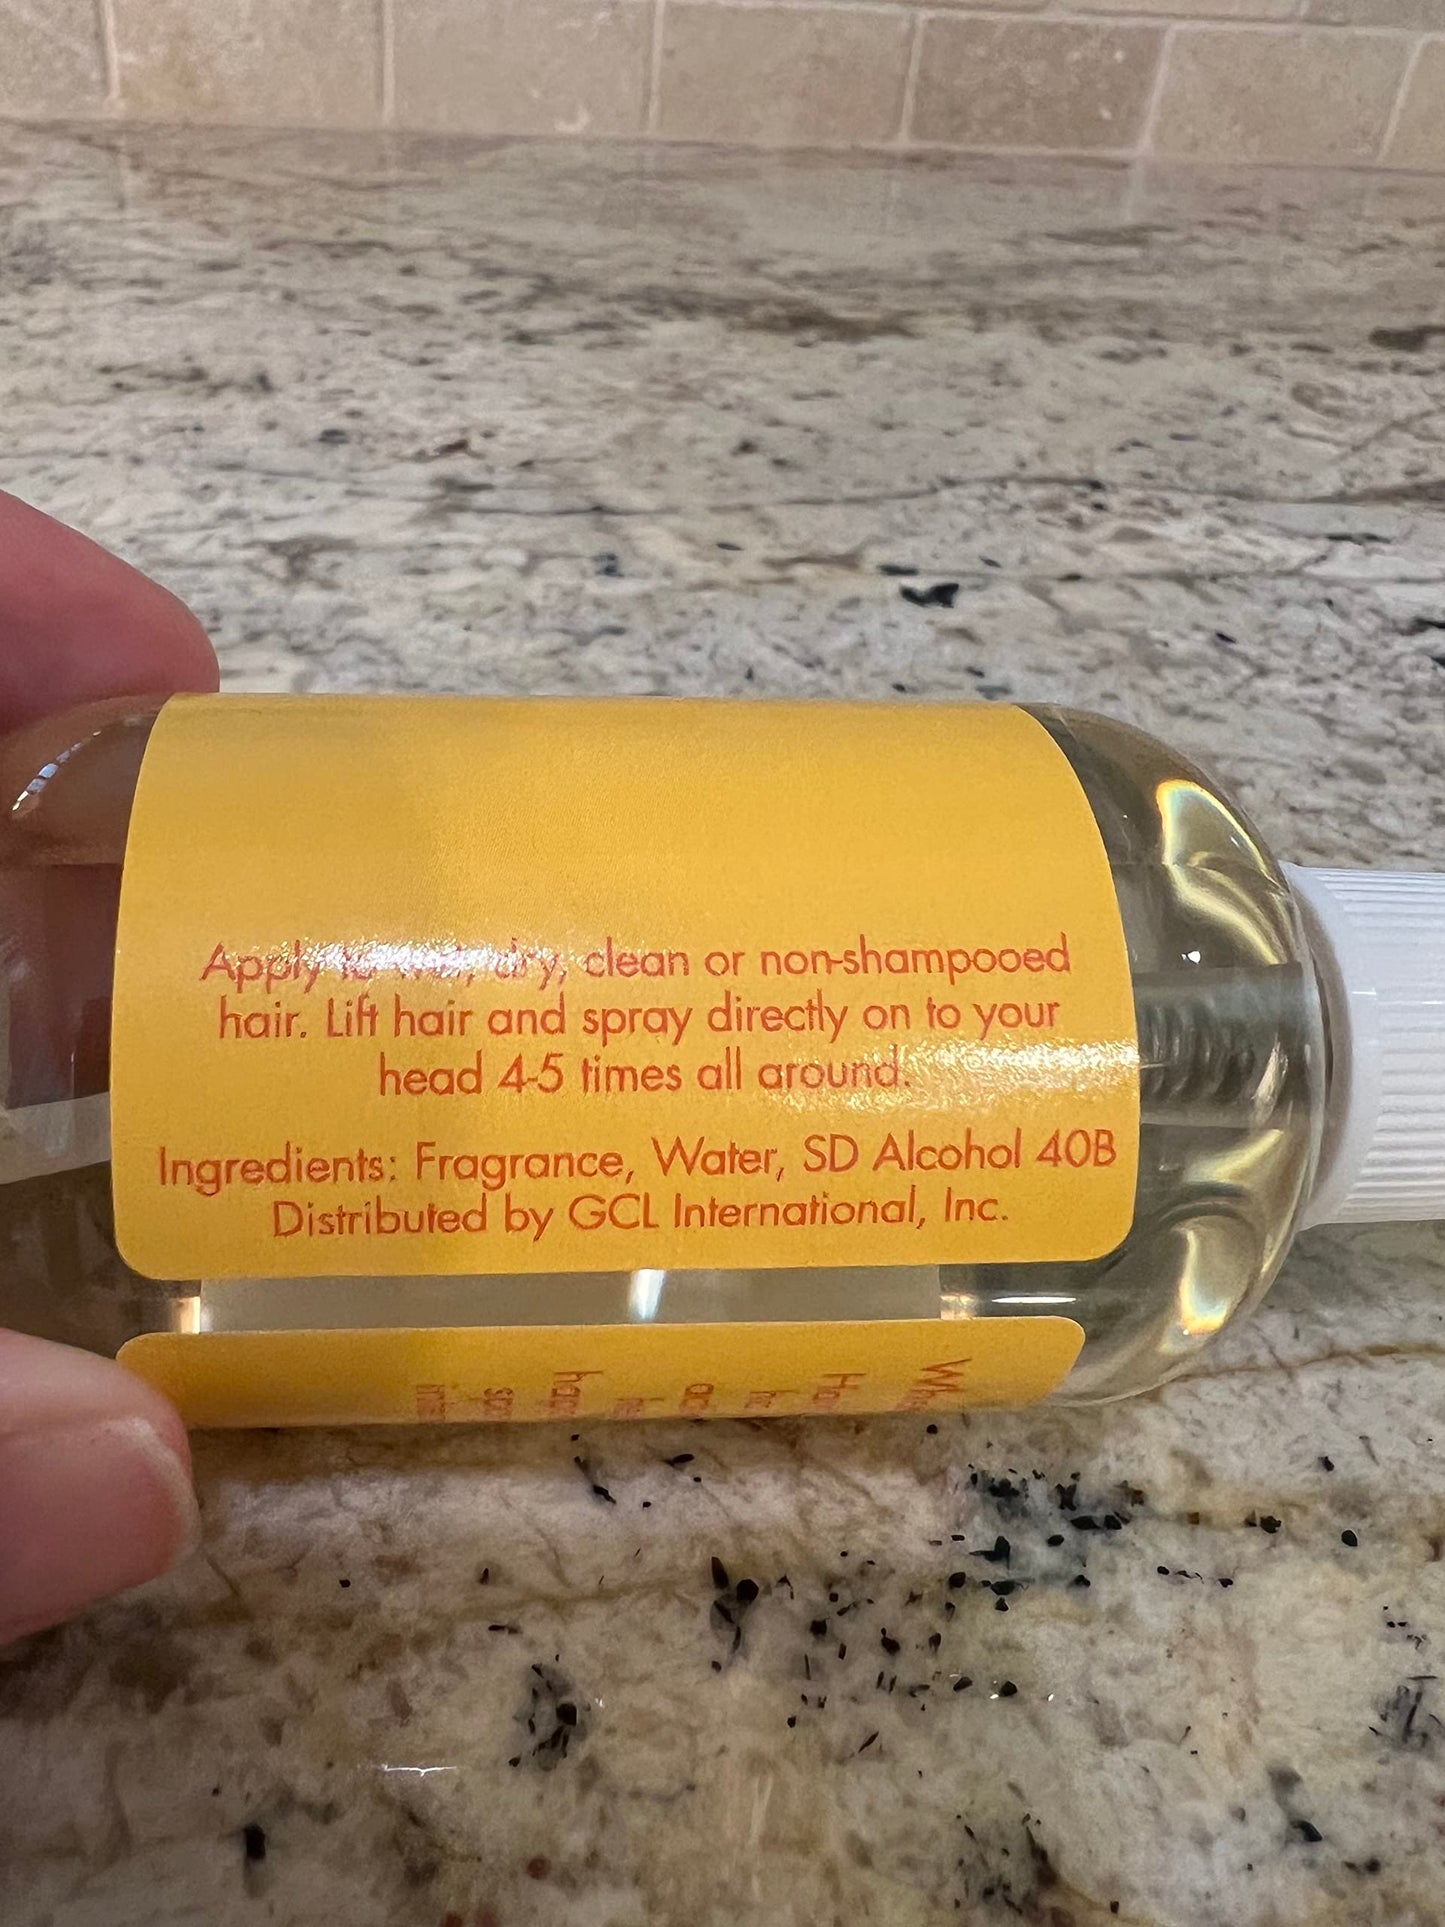 Apply to wet, dry, clean or non-shampooed
hair. Lift hair and spray directly on to your
head 4-5 times all around.
Ingredients: Fragrance, Water, SD Alcohol 40B
Distributed by GCL International, Inc.